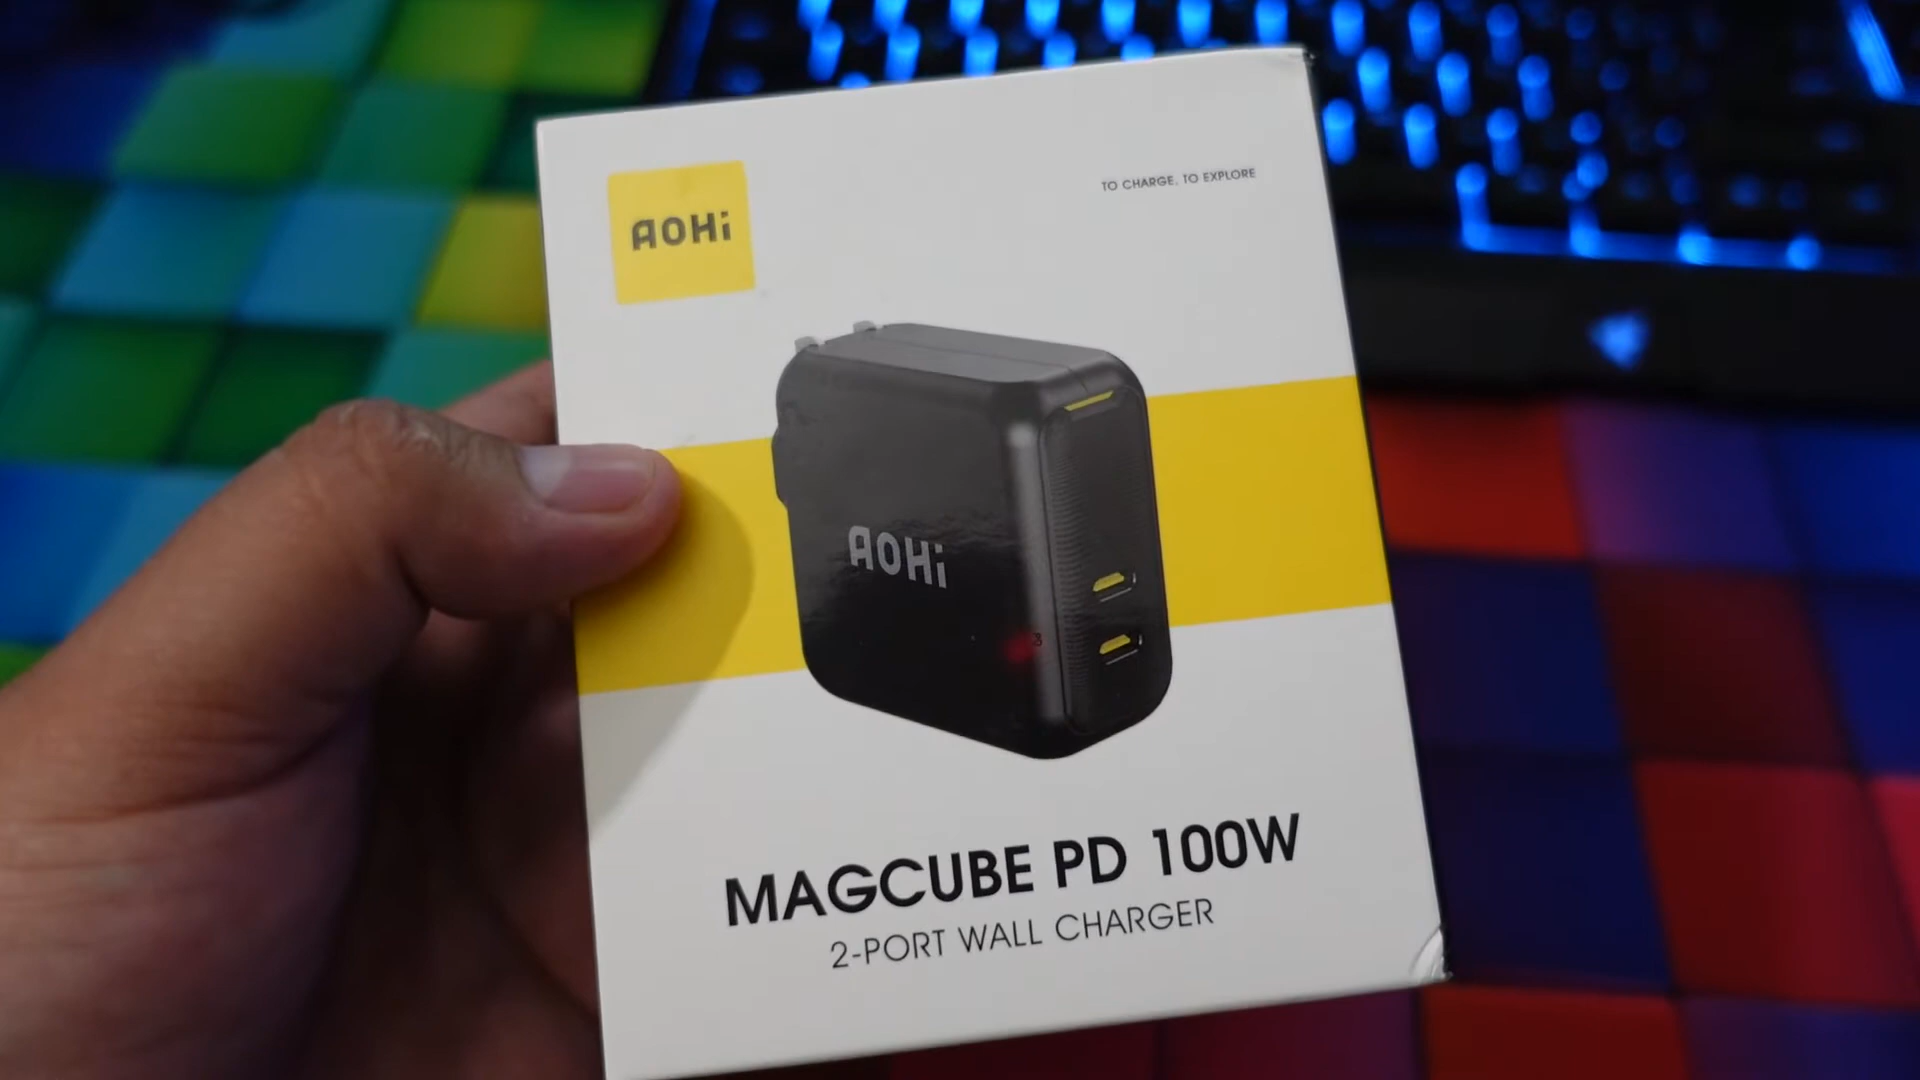 AOHi
TO CHARGE, TO EXPLORE
AOHi
MAGCUBE PD 100W
2-PORT WALL CHARGER